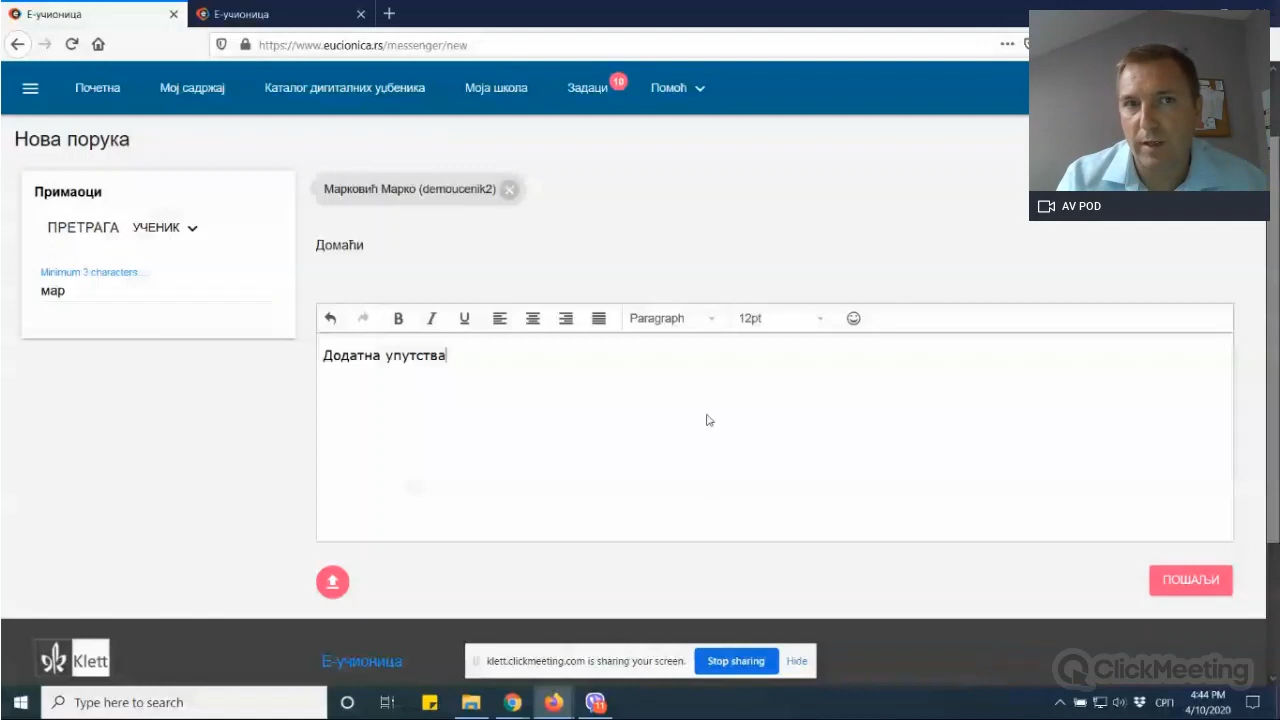 Е-учионица
Е-учионица
https://www.eucionica.rs/messenger/new
Почетна
Мој садржај
Каталог дигиталних уџбеника
Моја школа
Задаци
10
Помоћ
Нова порука
Примаоци
ПРЕТРАГА УЧЕНИК
Minimum 3 characters...
мар
Марковић Марко (demoucenik2)
Домаћи
B I U
Paragraph
12pt
Додатна упутства
ПОШАЉИ
AV POD
Klett
Е-учионица
klett.clickmeeting.com is sharing your screen.
Stop sharing
Hide
ClickMeeting
Type here to search
11
СРП
4:44 PM
4/10/2020